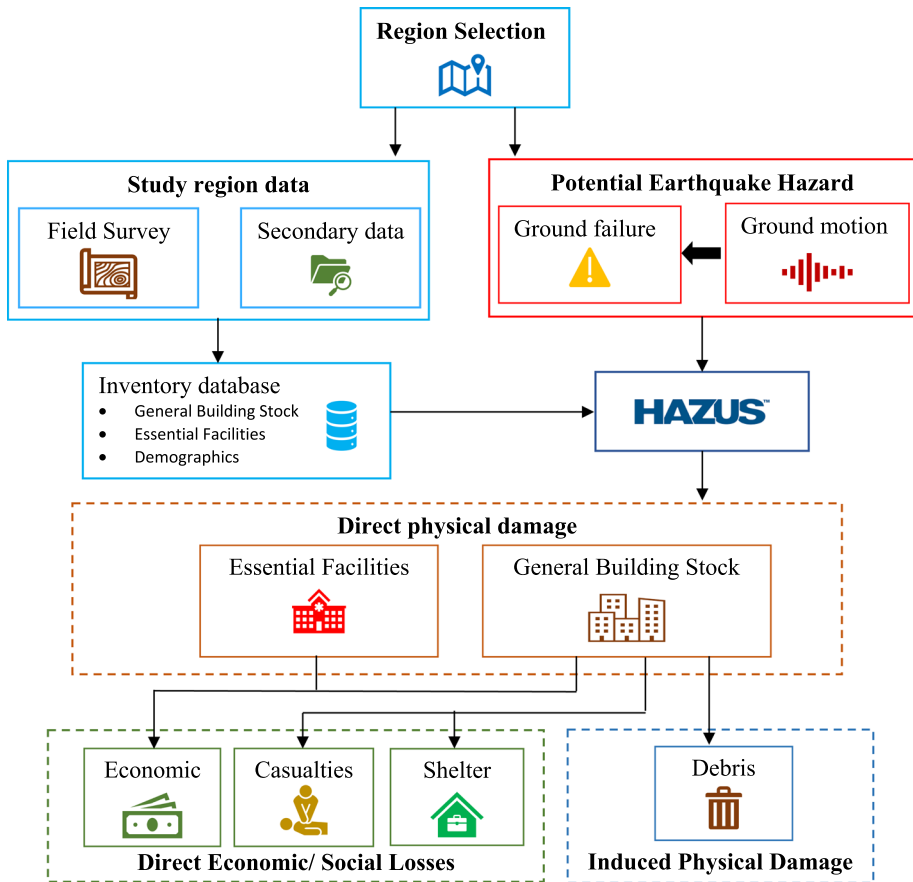 Region Selection
Study region data
Field Survey
Secondary data
Potential Earthquake Hazard
Ground failure
Ground motion
Inventory database
• General Building Stock
• Essential Facilities
• Demographics
HAZUS™
Direct physical damage
Essential Facilities
General Building Stock
Economic
Casualties
Shelter
Direct Economic/ Social Losses
Debris
Induced Physical Damage